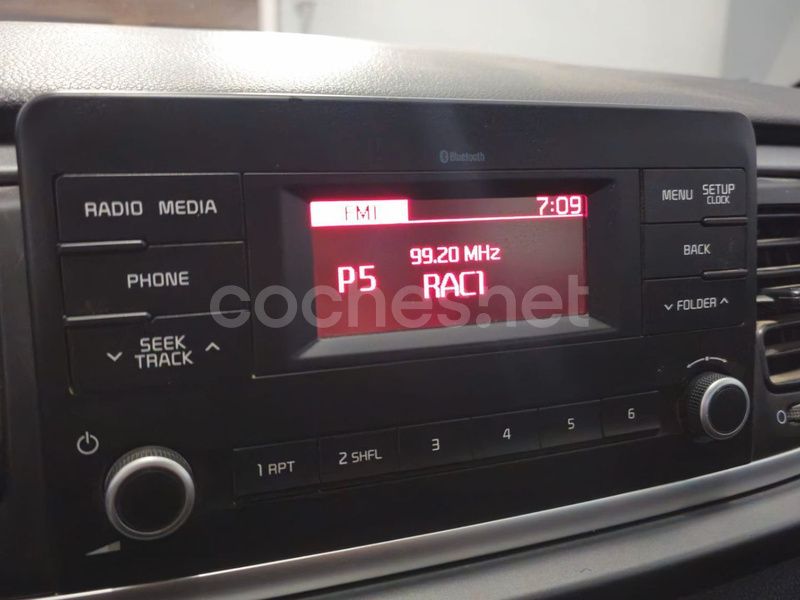 Bluetooth
RADIO MEDIA
PHONE
SEEK
TRACK
FM1 7:09
99.20 MHz
P5 RAC1
MENU SETUP
CLOCK
BACK
FOLDER
1 RPT 2 SHFL 3 4 5 6
coches.net